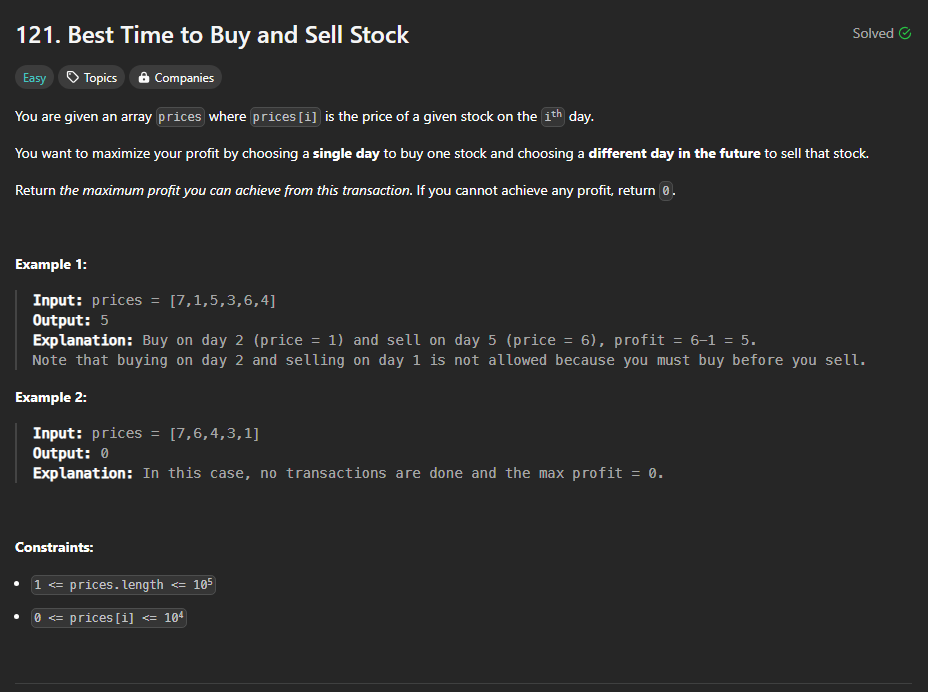 121. Best Time to Buy and Sell Stock
Solved
Easy Topics Companies
You are given an array prices where prices[i] is the price of a given stock on the iᵗʰ day.
You want to maximize your profit by choosing a single day to buy one stock and choosing a different day in the future to sell that stock.
Return the maximum profit you can achieve from this transaction. If you cannot achieve any profit, return 0.
Example 1:
Input: prices = [7,1,5,3,6,4]
Output: 5
Explanation: Buy on day 2 (price = 1) and sell on day 5 (price = 6), profit = 6-1 = 5.
Note that buying on day 2 and selling on day 1 is not allowed because you must buy before you sell.
Example 2:
Input: prices = [7,6,4,3,1]
Output: 0
Explanation: In this case, no transactions are done and the max profit = 0.
Constraints:
• 1 <= prices.length <= 10⁵
• 0 <= prices[i] <= 10⁴